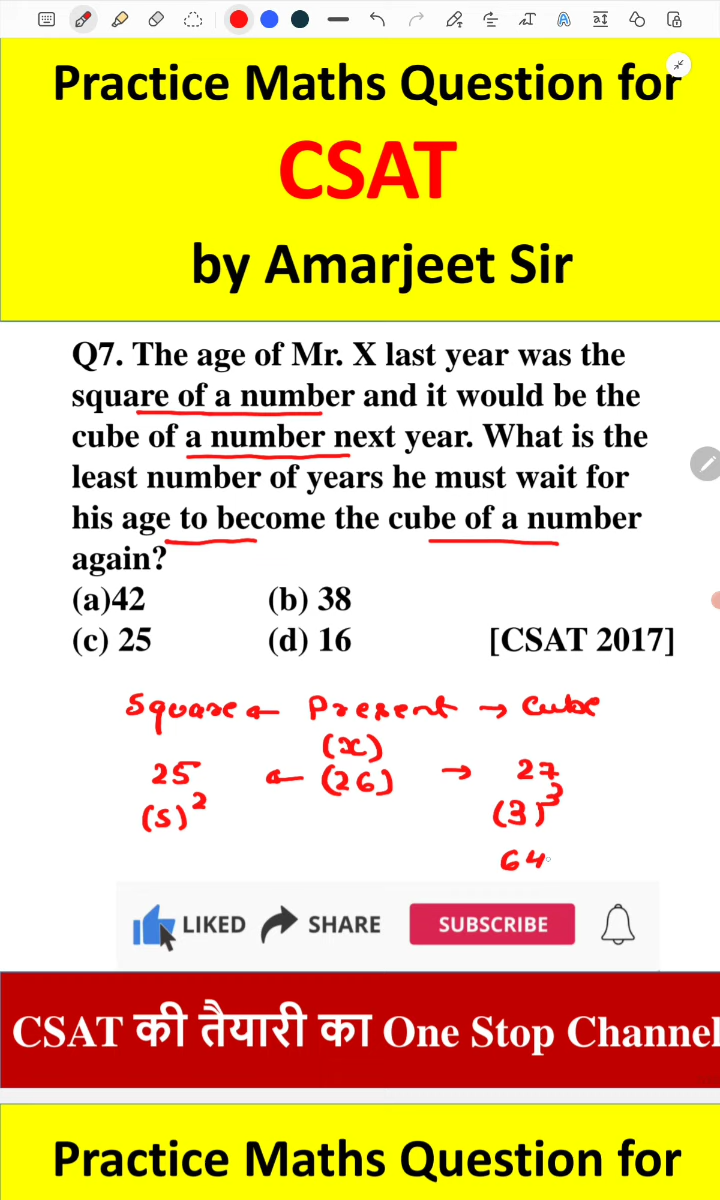 Practice Maths Question for
CSAT
by Amarjeet Sir
Q7. The age of Mr. X last year was the
square of a number and it would be the
cube of a number next year. What is the
least number of years he must wait for
his age to become the cube of a number
again?
(a)42 (b) 38
(c) 25 (d) 16 [CSAT 2017]
Square ← Present → Cube
(x)
25 ← (26) → 27
(5)² (3)³
64
LIKED SHARE SUBSCRIBE
CSAT की तैयारी का One Stop Channel
Practice Maths Question for